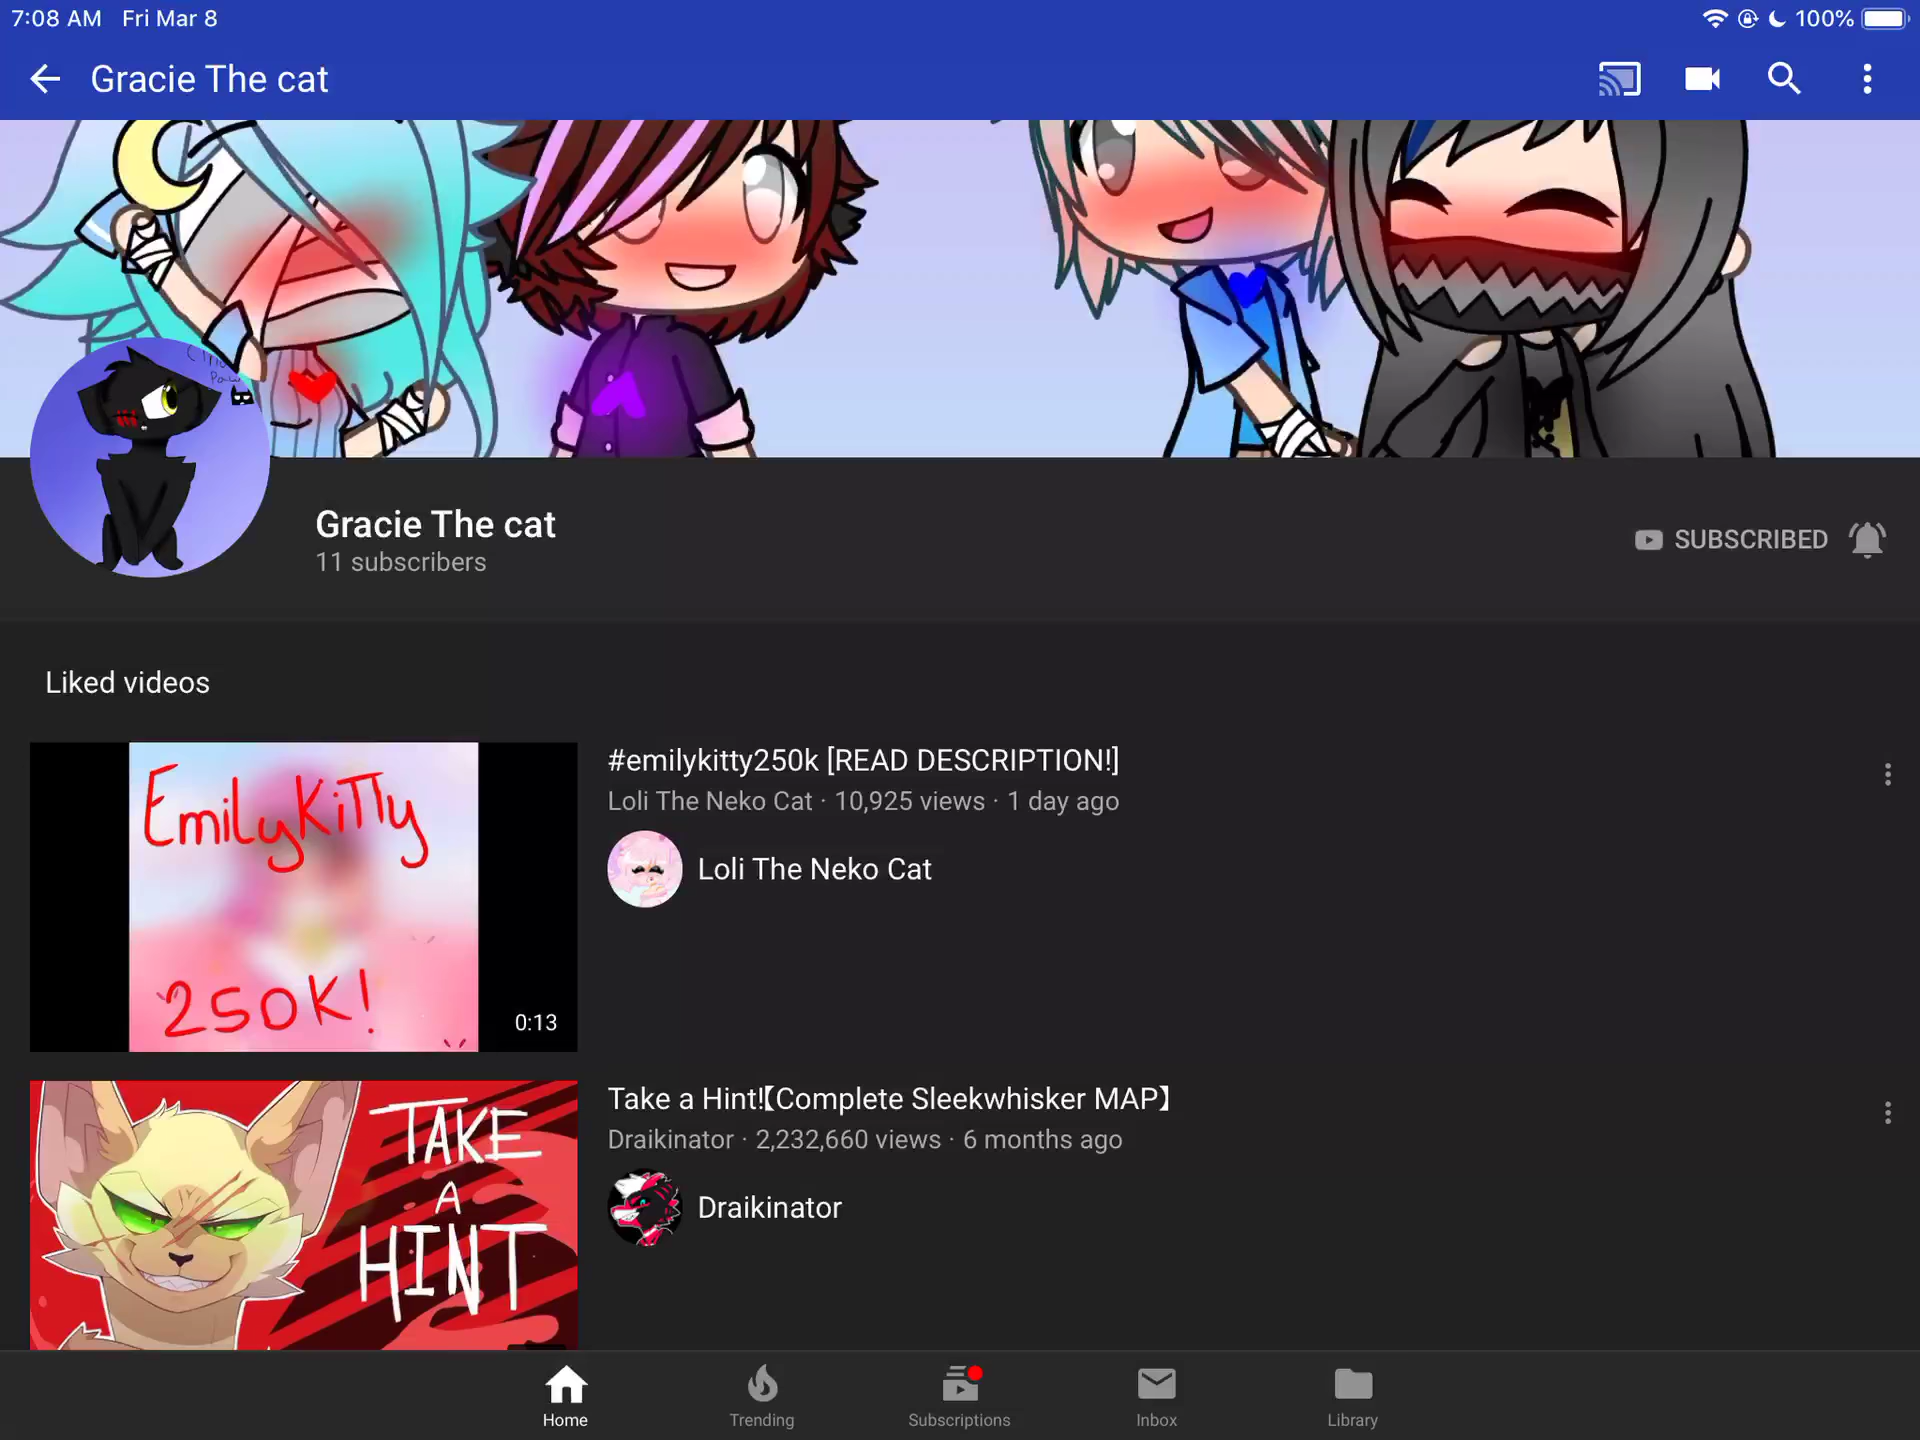 7:08 AM Fri Mar 8
100%
Gracie The cat
Gracie The cat
11 subscribers
SUBSCRIBED
Liked videos
EmilyKiTTy
250K!
0:13
#emilykitty250k [READ DESCRIPTION!]
Loli The Neko Cat · 10,925 views · 1 day ago
Loli The Neko Cat
TAKE
A
HINT
Take a Hint!【Complete Sleekwhisker MAP】
Draikinator · 2,232,660 views · 6 months ago
Draikinator
Home
Trending
Subscriptions
Inbox
Library